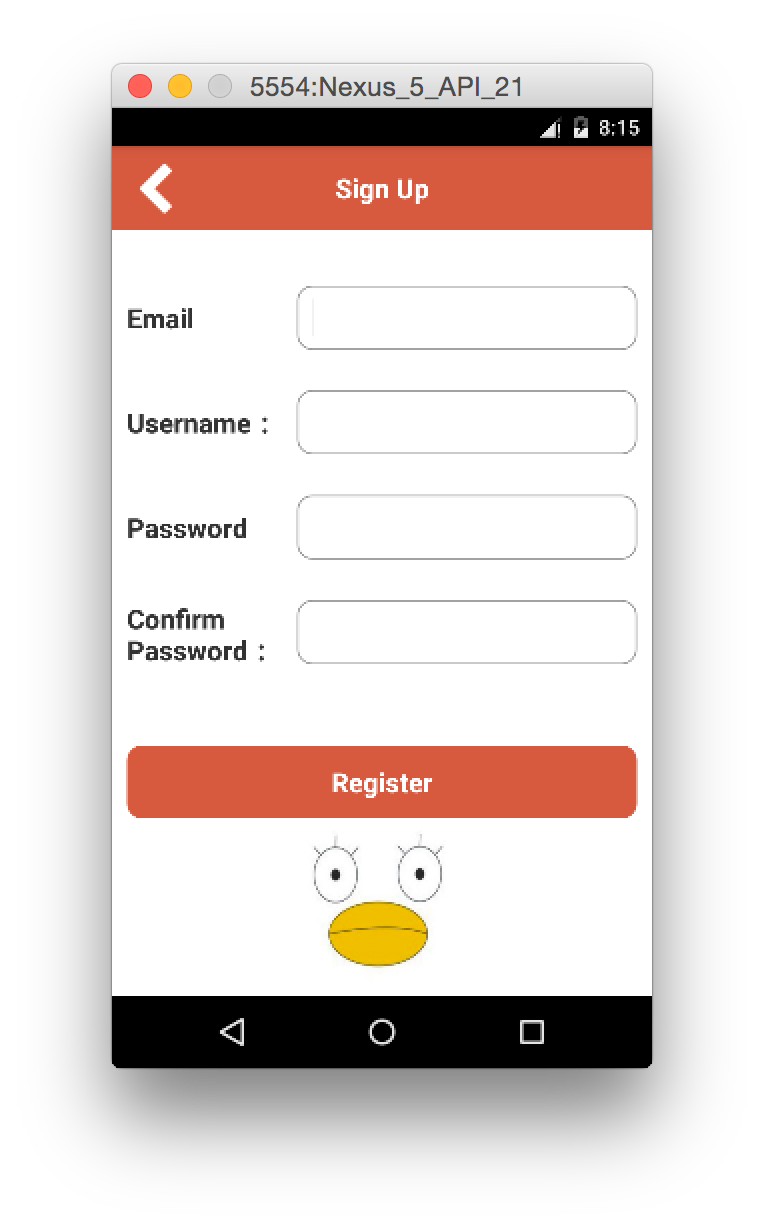 5554:Nexus_5_API_21
8:15
Sign Up
Email
Username :
Password
Confirm
Password :
Register